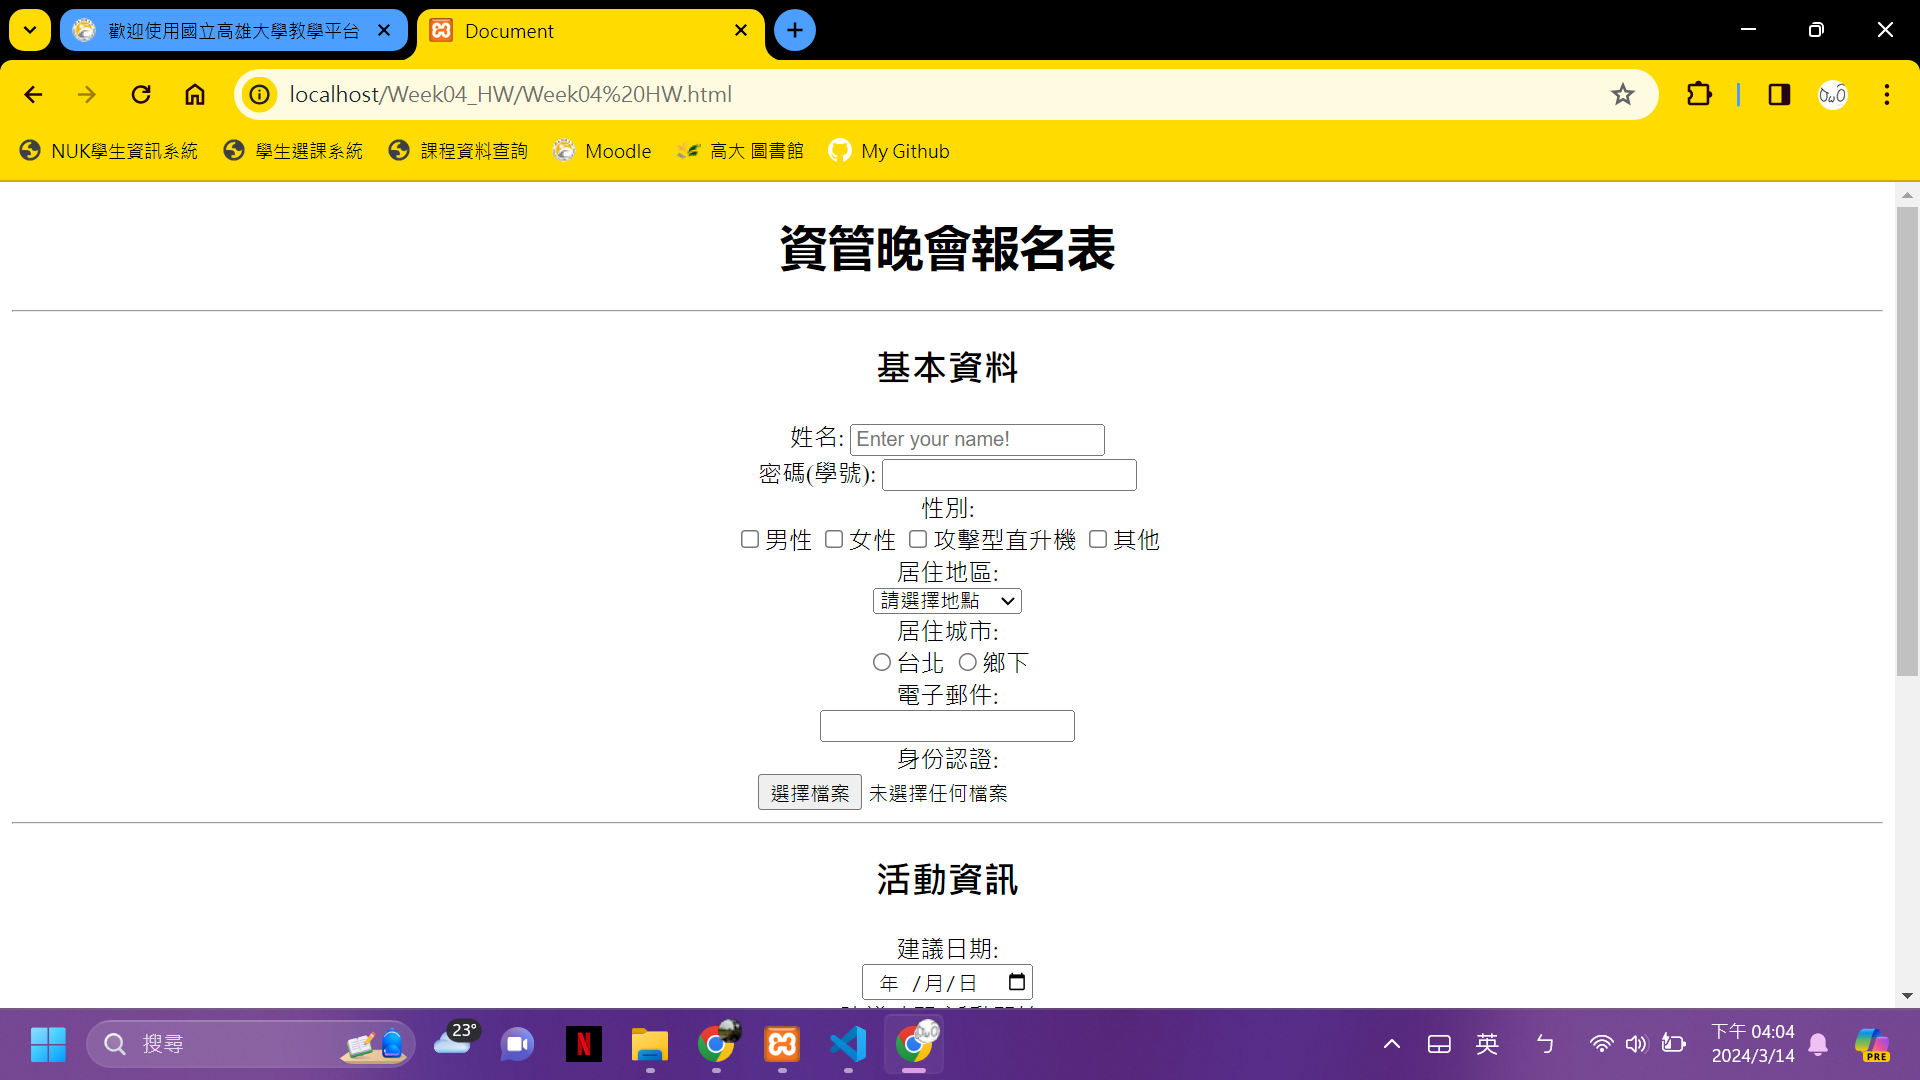 歡迎使用國立高雄大學教學平台
Document
localhost/Week04_HW/Week04%20HW.html
NUK學生資訊系統
學生選課系統
課程資料查詢
Moodle
高大 圖書館
My Github
資管晚會報名表
基本資料
姓名: Enter your name!
密碼(學號):
性別:
男性 女性 攻擊型直升機 其他
居住地區:
請選擇地點
居住城市:
台北 鄉下
電子郵件:
身份認證:
選擇檔案 未選擇任何檔案
活動資訊
建議日期:
年 /月/日
搜尋
23°
N
英
ㄅ
下午 04:04
2024/3/14
PRE